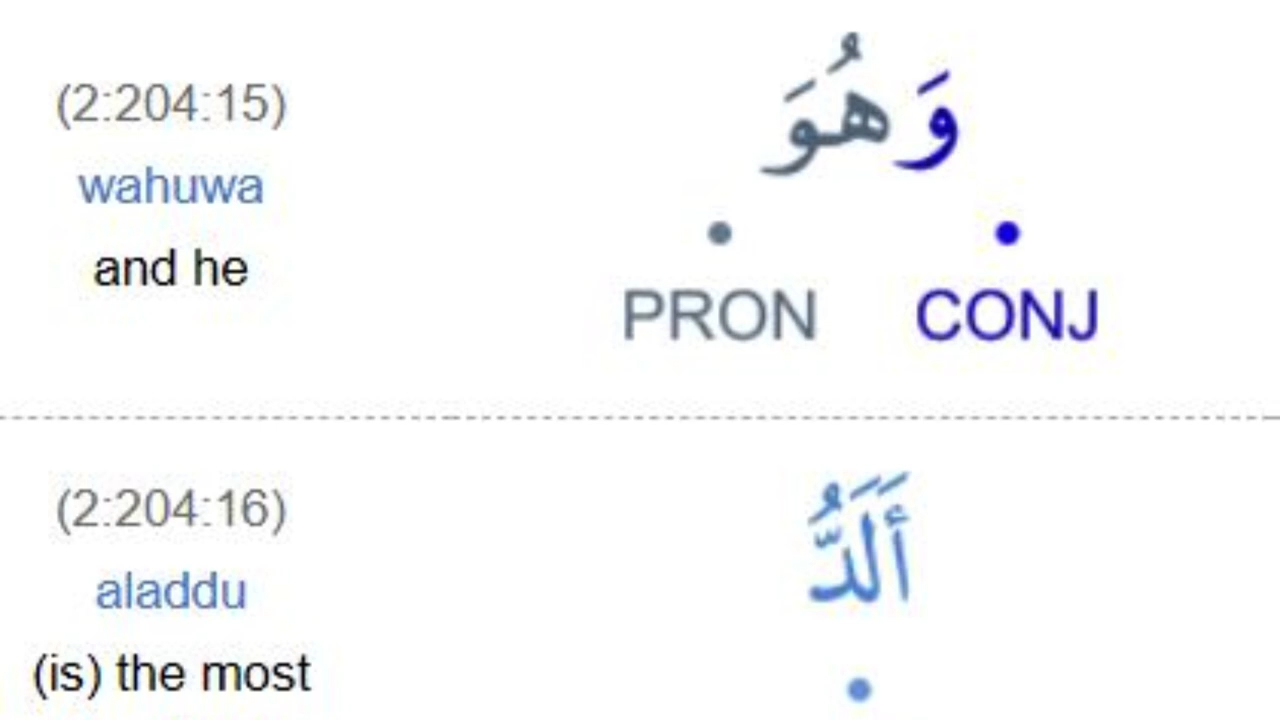 (2:204:15)
wahuwa
and he
وَهُوَ
PRON CONJ
(2:204:16)
aladdu
(is) the most
أَلَدُّ